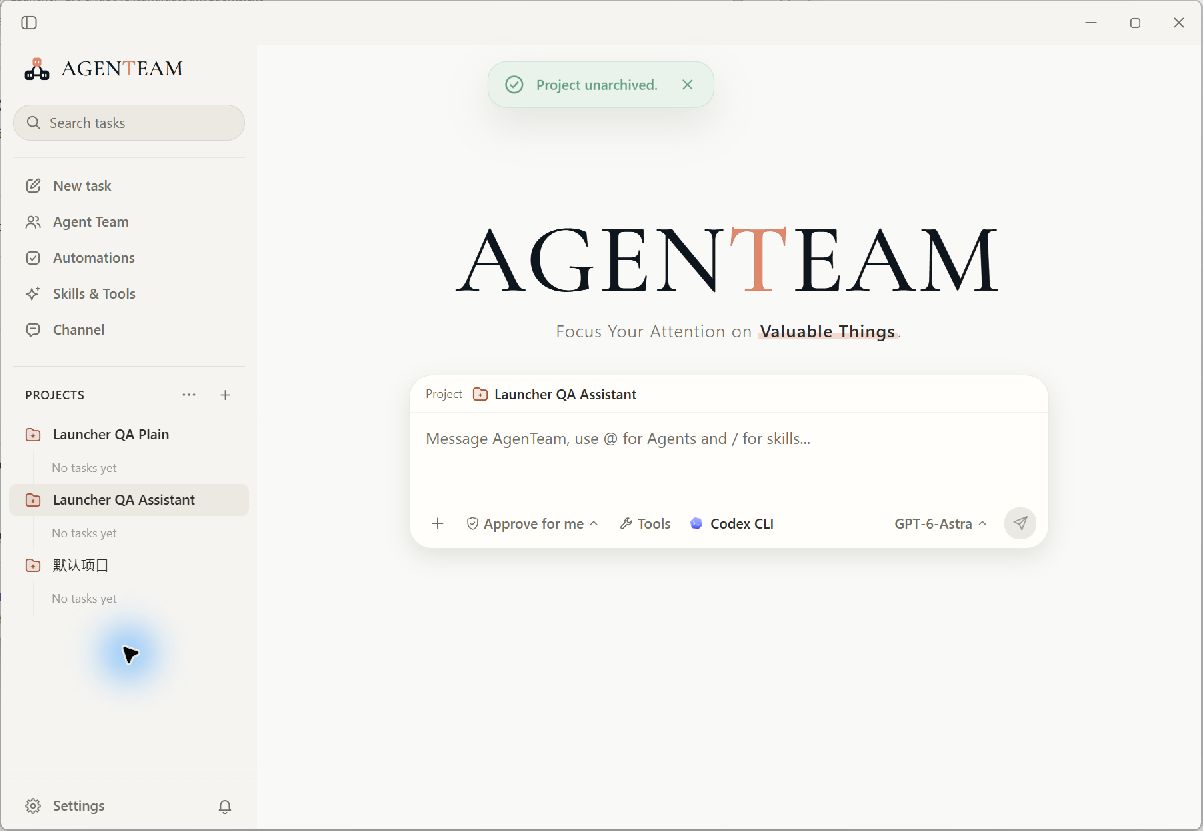 AGENTEAM
Search tasks
New task
Agent Team
Automations
Skills & Tools
Channel
PROJECTS
Launcher QA Plain
No tasks yet
Launcher QA Assistant
No tasks yet
默认项目
No tasks yet
Settings
Project unarchived.
AGENTEAM
Focus Your Attention on Valuable Things.
Project Launcher QA Assistant
Message AgenTeam, use @ for Agents and / for skills...
Approve for me Tools Codex CLI GPT-6-Astra